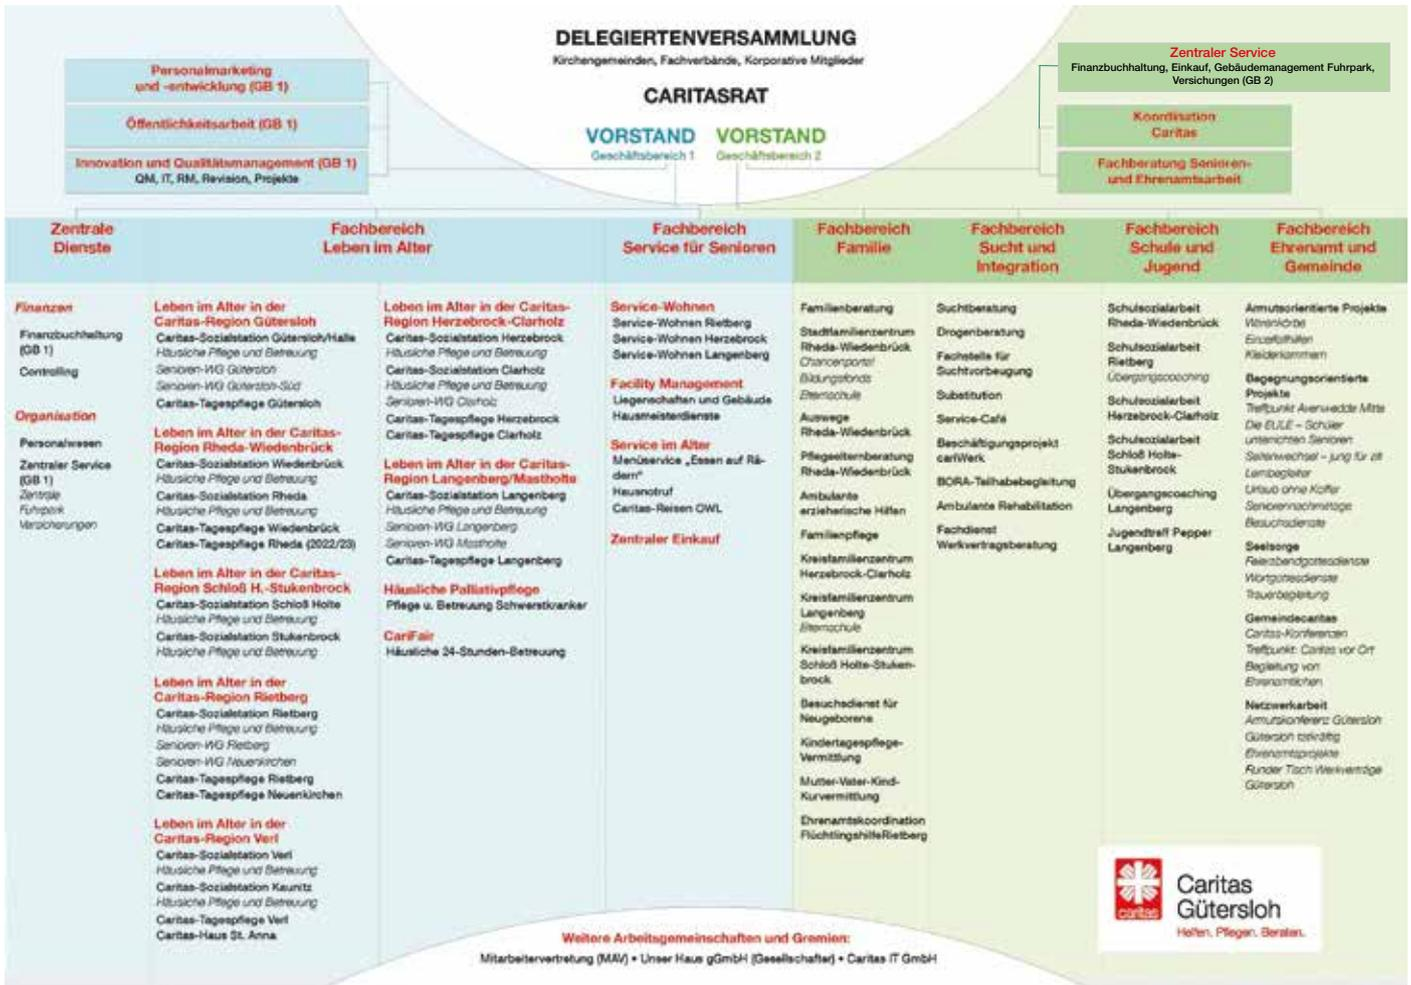 DELEGIERTENVERSAMMLUNG
Kirchengemeinden, Fachverbände, Korporative Mitglieder
CARITASRAT
VORSTAND
Geschäftsbereich 1
VORSTAND
Geschäftsbereich 2
Personalmarketing
und -entwicklung (GB 1)
Öffentlichkeitsarbeit (GB 1)
Innovation und Qualitätsmanagement (GB 1)
QM, IT, RM, Revision, Projekte
Zentraler Service
Finanzbuchhaltung, Einkauf, Gebäudemanagement Fuhrpark,
Versichungen (GB 2)
Koordination
Caritas
Fachberatung Senioren-
und Ehrenamtsarbeit
Zentrale
Dienste
Finanzen
Finanzbuchhaltung
(GB 1)
Controlling
Organisation
Personalwesen
Zentraler Service
(GB 1)
Zentrale
Fuhrpark
Versicherungen
Fachbereich
Leben im Alter
Leben im Alter in der
Caritas-Region Gütersloh
Caritas-Sozialstation Gütersloh/Halle
Häusliche Pflege und Betreuung
Senioren-WG Gütersloh
Senioren-WG Gütersloh-Süd
Caritas-Tagespflege Gütersloh
Leben im Alter in der Caritas-
Region Rheda-Wiedenbrück
Caritas-Sozialstation Wiedenbrück
Häusliche Pflege und Betreuung
Caritas-Sozialstation Rheda
Häusliche Pflege und Betreuung
Caritas-Tagespflege Wiedenbrück
Caritas-Tagespflege Rheda (2022/23)
Leben im Alter in der Caritas-
Region Schloß H.-Stukenbrock
Caritas-Sozialstation Schloß Holte
Häusliche Pflege und Betreuung
Caritas-Sozialstation Stukenbrock
Häusliche Pflege und Betreuung
Leben im Alter in der
Caritas-Region Rietberg
Caritas-Sozialstation Rietberg
Häusliche Pflege und Betreuung
Senioren-WG Rietberg
Senioren-WG Neuenkirchen
Caritas-Tagespflege Rietberg
Caritas-Tagespflege Neuenkirchen
Leben im Alter in der
Caritas-Region Verl
Caritas-Sozialstation Verl
Häusliche Pflege und Betreuung
Caritas-Sozialstation Kaunitz
Häusliche Pflege und Betreuung
Caritas-Tagespflege Verl
Caritas-Haus St. Anna
Leben im Alter in der Caritas-
Region Herzebrock-Clarholz
Caritas-Sozialstation Herzebrock
Häusliche Pflege und Betreuung
Caritas-Sozialstation Clarholz
Häusliche Pflege und Betreuung
Senioren-WG Clarholz
Caritas-Tagespflege Herzebrock
Caritas-Tagespflege Clarholz
Leben im Alter in der Caritas-
Region Langenberg/Mastholte
Caritas-Sozialstation Langenberg
Häusliche Pflege und Betreuung
Senioren-WG Langenberg
Senioren-WG Mastholte
Caritas-Tagespflege Langenberg
Häusliche Palliativpflege
Pflege u. Betreuung Schwerstkranker
CariFair
Häusliche 24-Stunden-Betreuung
Fachbereich
Service für Senioren
Service-Wohnen
Service-Wohnen Rietberg
Service-Wohnen Herzebrock
Service-Wohnen Langenberg
Facility Management
Liegenschaften und Gebäude
Hausmeisterdienste
Service im Alter
Menüservice „Essen auf Rä-
dern“
Hausnotruf
Caritas-Reisen OWL
Zentraler Einkauf
Fachbereich
Familie
Familienberatung
Stadtfamilienzentrum
Rheda-Wiedenbrück
Chancenportal
Bildungsfonds
Elternschule
Auswege
Rheda-Wiedenbrück
Pflegeelternberatung
Rheda-Wiedenbrück
Ambulante
erzieherische Hilfen
Familienpflege
Kreisfamilienzentrum
Herzebrock-Clarholz
Kreisfamilienzentrum
Langenberg
Elternschule
Kreisfamilienzentrum
Schloß Holte-Stuken-
brock
Besuchsdienst für
Neugeborene
Kindertagespflege-
Vermittlung
Mutter-Vater-Kind-
Kurvermittlung
Ehrenamtskoordination
FlüchtlingshilfeRietberg
Fachbereich
Sucht und
Integration
Suchtberatung
Drogenberatung
Fachstelle für
Suchtvorbeugung
Substitution
Service-Café
Beschäftigungsprojekt
cariWerk
BORA-Teilhabebegleitung
Ambulante Rehabilitation
Fachdienst
Werkvertragsberatung
Fachbereich
Schule und
Jugend
Schulsozialarbeit
Rheda-Wiedenbrück
Schulsozialarbeit
Rietberg
Übergangscoaching
Schulsozialarbeit
Herzebrock-Clarholz
Schulsozialarbeit
Schloß Holte-
Stukenbrock
Übergangscoaching
Langenberg
Jugendtreff Pepper
Langenberg
Fachbereich
Ehrenamt und
Gemeinde
Armutsorientierte Projekte
Warenkörbe
Einzelfallhilfen
Kleiderkammern
Begegnungsorientierte
Projekte
Treffpunkt Avenwedde Mitte
Die EULE – Schüler
unterrichten Senioren
Seitenwechsel – jung für alt
Lernbegleiter
Urlaub ohne Koffer
Seniorennachmittage
Besuchsdienste
Seelsorge
Feierabendgottesdienste
Wortgottesdienste
Trauerbegleitung
Gemeindecaritas
Caritas-Konferenzen
Treffpunkt: Caritas vor Ort
Begleitung von
Ehrenamtlichen
Netzwerkarbeit
Armutskonferenz Gütersloh
Gütersloh tatkräftig
Ehrenamtsprojekte
Runder Tisch Werkverträge
Gütersloh
Weitere Arbeitsgemeinschaften und Gremien:
Mitarbeitervertretung (MAV) • Unser Haus gGmbH (Gesellschafter) • Caritas IT GmbH
caritas
Caritas
Gütersloh
Helfen. Pflegen. Beraten.